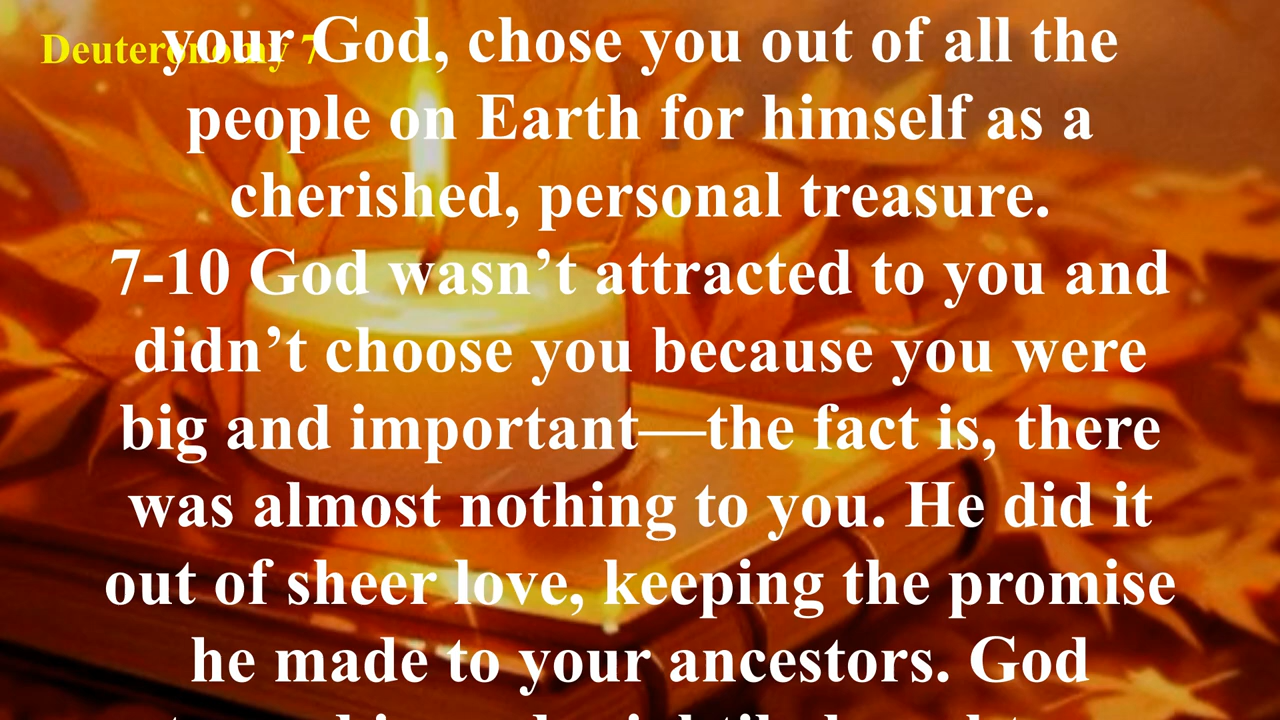 Deuteronomy 7
your God, chose you out of all the
people on Earth for himself as a
cherished, personal treasure.
7-10 God wasn’t attracted to you and
didn’t choose you because you were
big and important—the fact is, there
was almost nothing to you. He did it
out of sheer love, keeping the promise
he made to your ancestors. God